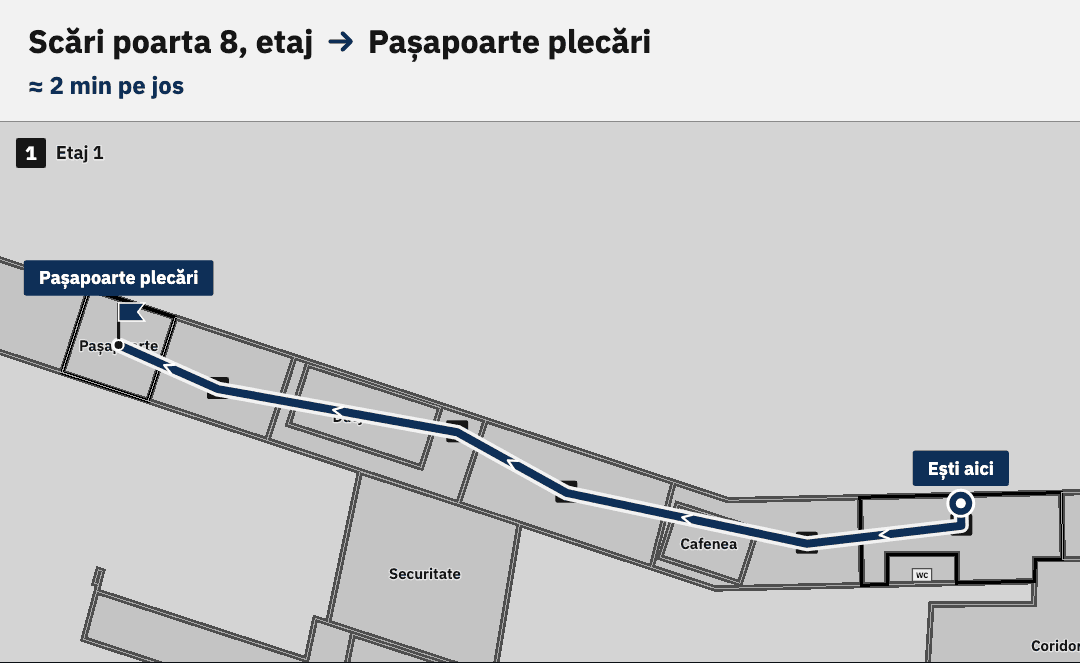 Scări poarta 8, etaj → Pașapoarte plecări
≈ 2 min pe jos
1 Etaj 1
Pașapoarte plecări
Ești aici
Cafenea
Securitate
wc